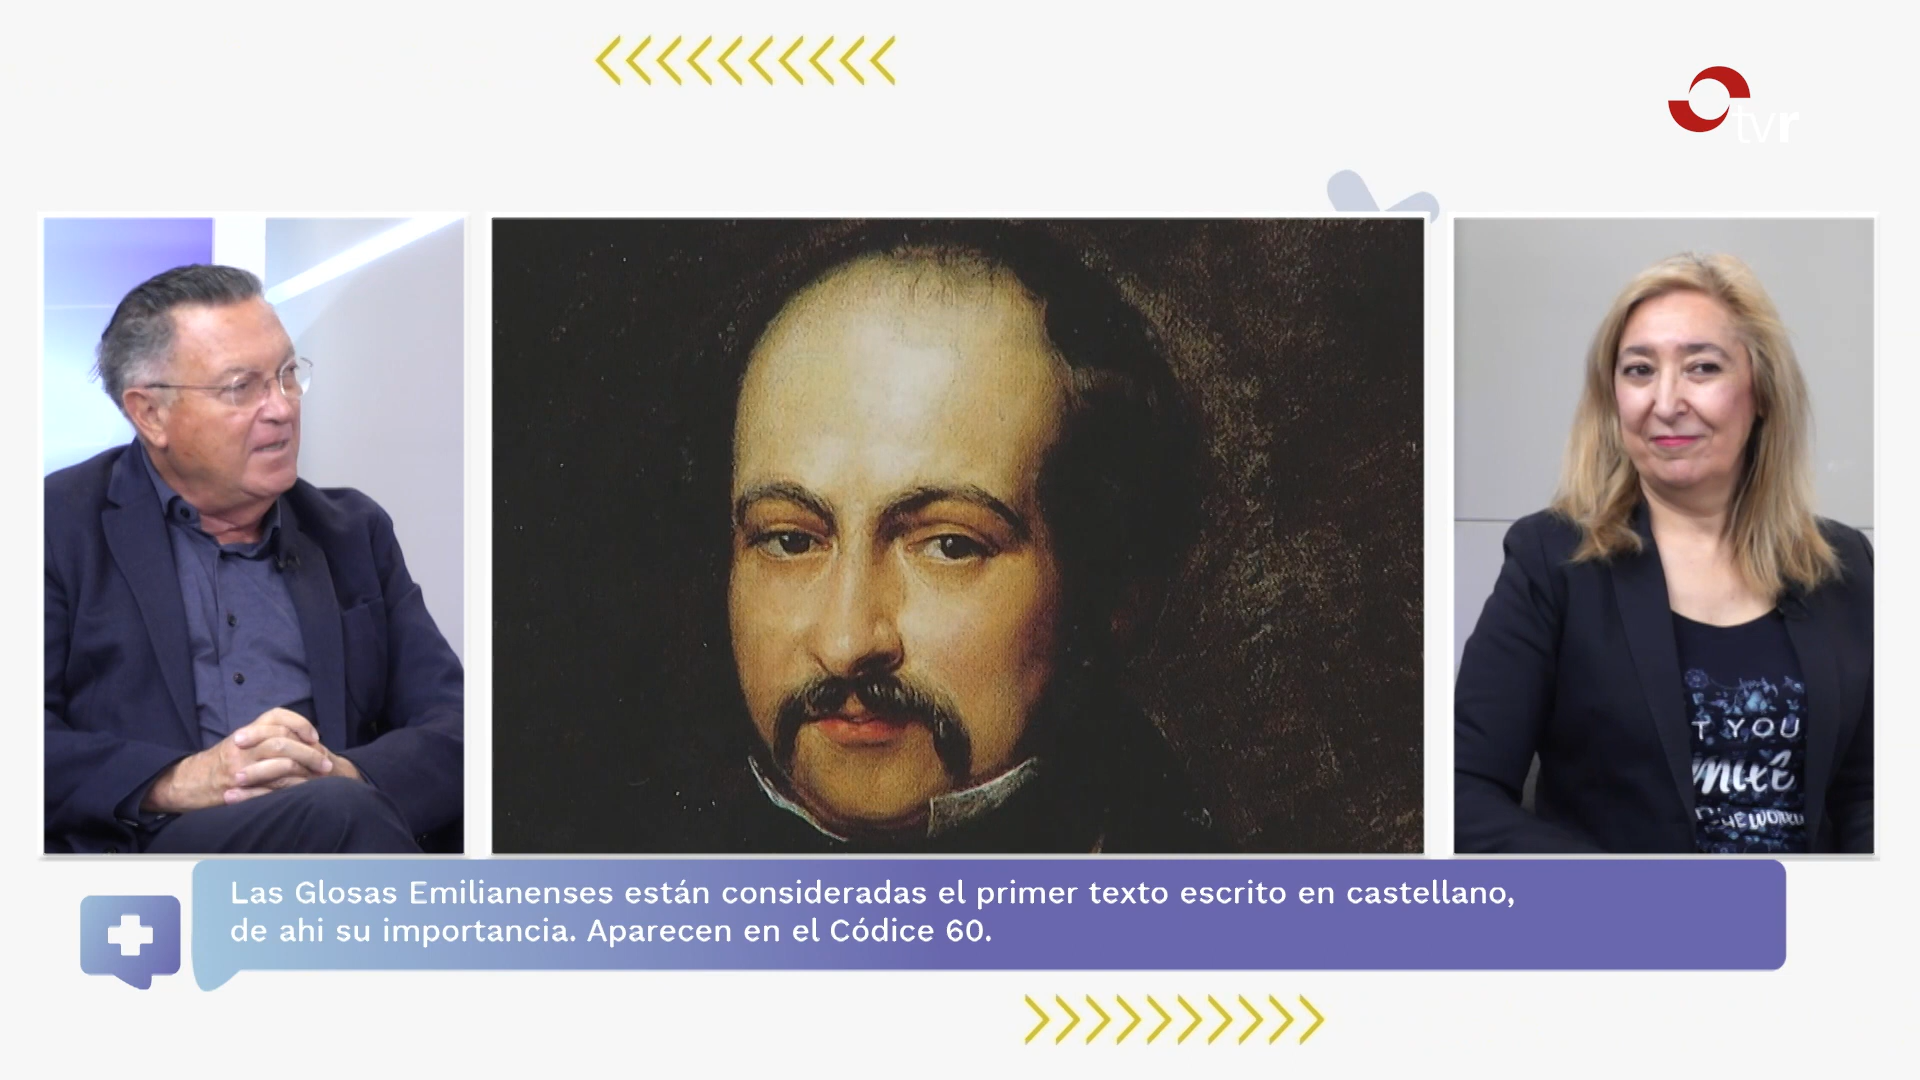 tvr
T YOU
Las Glosas Emilianenses están consideradas el primer texto escrito en castellano,
de ahi su importancia. Aparecen en el Códice 60.